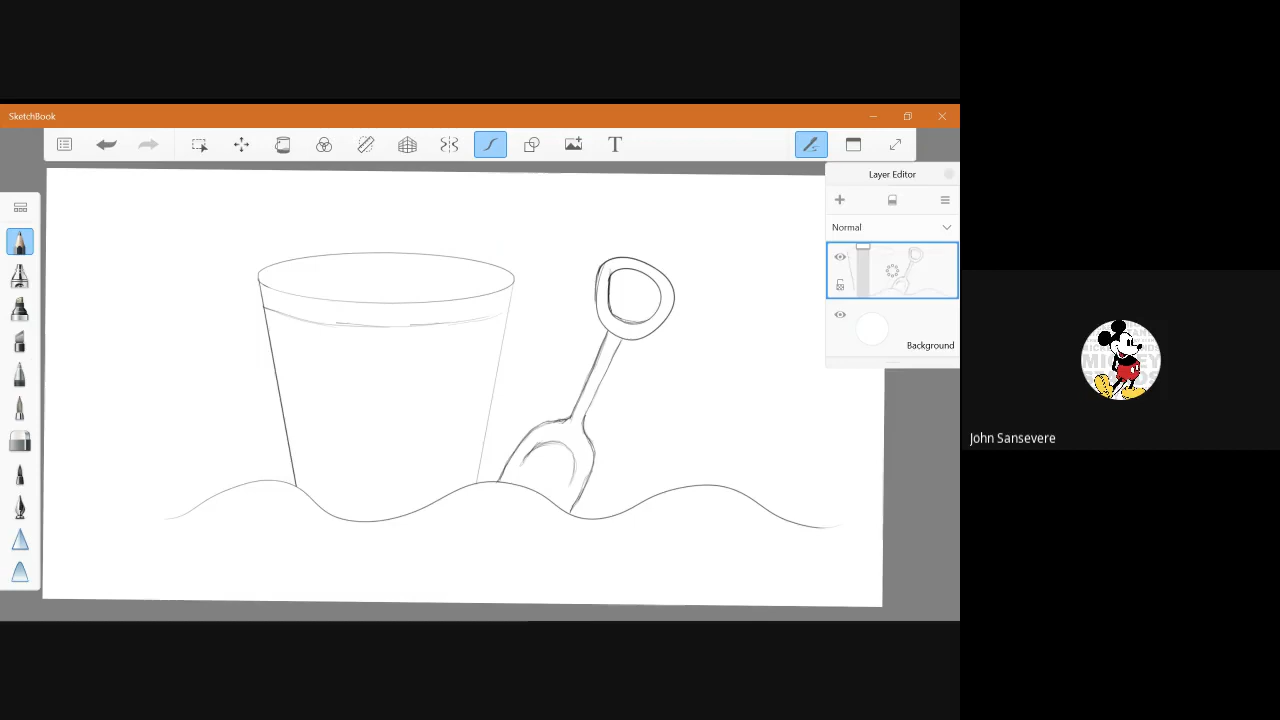 SketchBook
T
Layer Editor
Normal
Background
John Sansevere